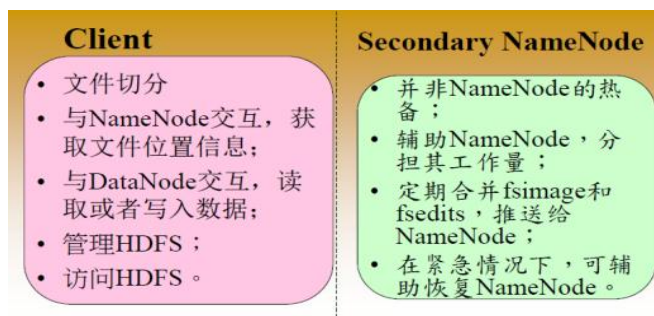 Client
• 文件切分
• 与NameNode交互，获
取文件位置信息；
• 与DataNode交互，读
取或者写入数据；
• 管理HDFS；
• 访问HDFS。
Secondary NameNode
• 并非NameNode的热
备；
• 辅助NameNode，分
担其工作量；
• 定期合并fsimage和
fsedits，推送给
NameNode；
• 在紧急情况下，可辅
助恢复NameNode。